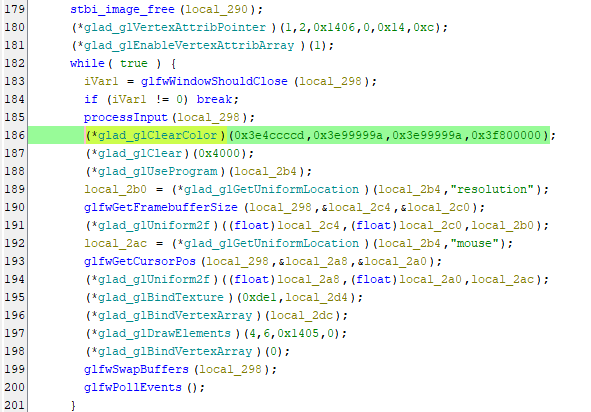 179 stbi_image_free(local_290);
180 (*glad_glVertexAttribPointer)(1,2,0x1406,0,0x14,0xc);
181 (*glad_glEnableVertexAttribArray)(1);
182 while( true ) {
183 iVar1 = glfwWindowShouldClose(local_298);
184 if (iVar1 != 0) break;
185 processInput(local_298);
186 (*glad_glClearColor)(0x3e4ccccd,0x3e99999a,0x3e99999a,0x3f800000);
187 (*glad_glClear)(0x4000);
188 (*glad_glUseProgram)(local_2b4);
189 local_2b0 = (*glad_glGetUniformLocation)(local_2b4,"resolution");
190 glfwGetFramebufferSize(local_298,&local_2c4,&local_2c0);
191 (*glad_glUniform2f)((float)local_2c4,(float)local_2c0,local_2b0);
192 local_2ac = (*glad_glGetUniformLocation)(local_2b4,"mouse");
193 glfwGetCursorPos(local_298,&local_2a8,&local_2a0);
194 (*glad_glUniform2f)((float)local_2a8,(float)local_2a0,local_2ac);
195 (*glad_glBindTexture)(0xde1,local_2d4);
196 (*glad_glBindVertexArray)(local_2dc);
197 (*glad_glDrawElements)(4,6,0x1405,0);
198 (*glad_glBindVertexArray)(0);
199 glfwSwapBuffers(local_298);
200 glfwPollEvents();
201 }